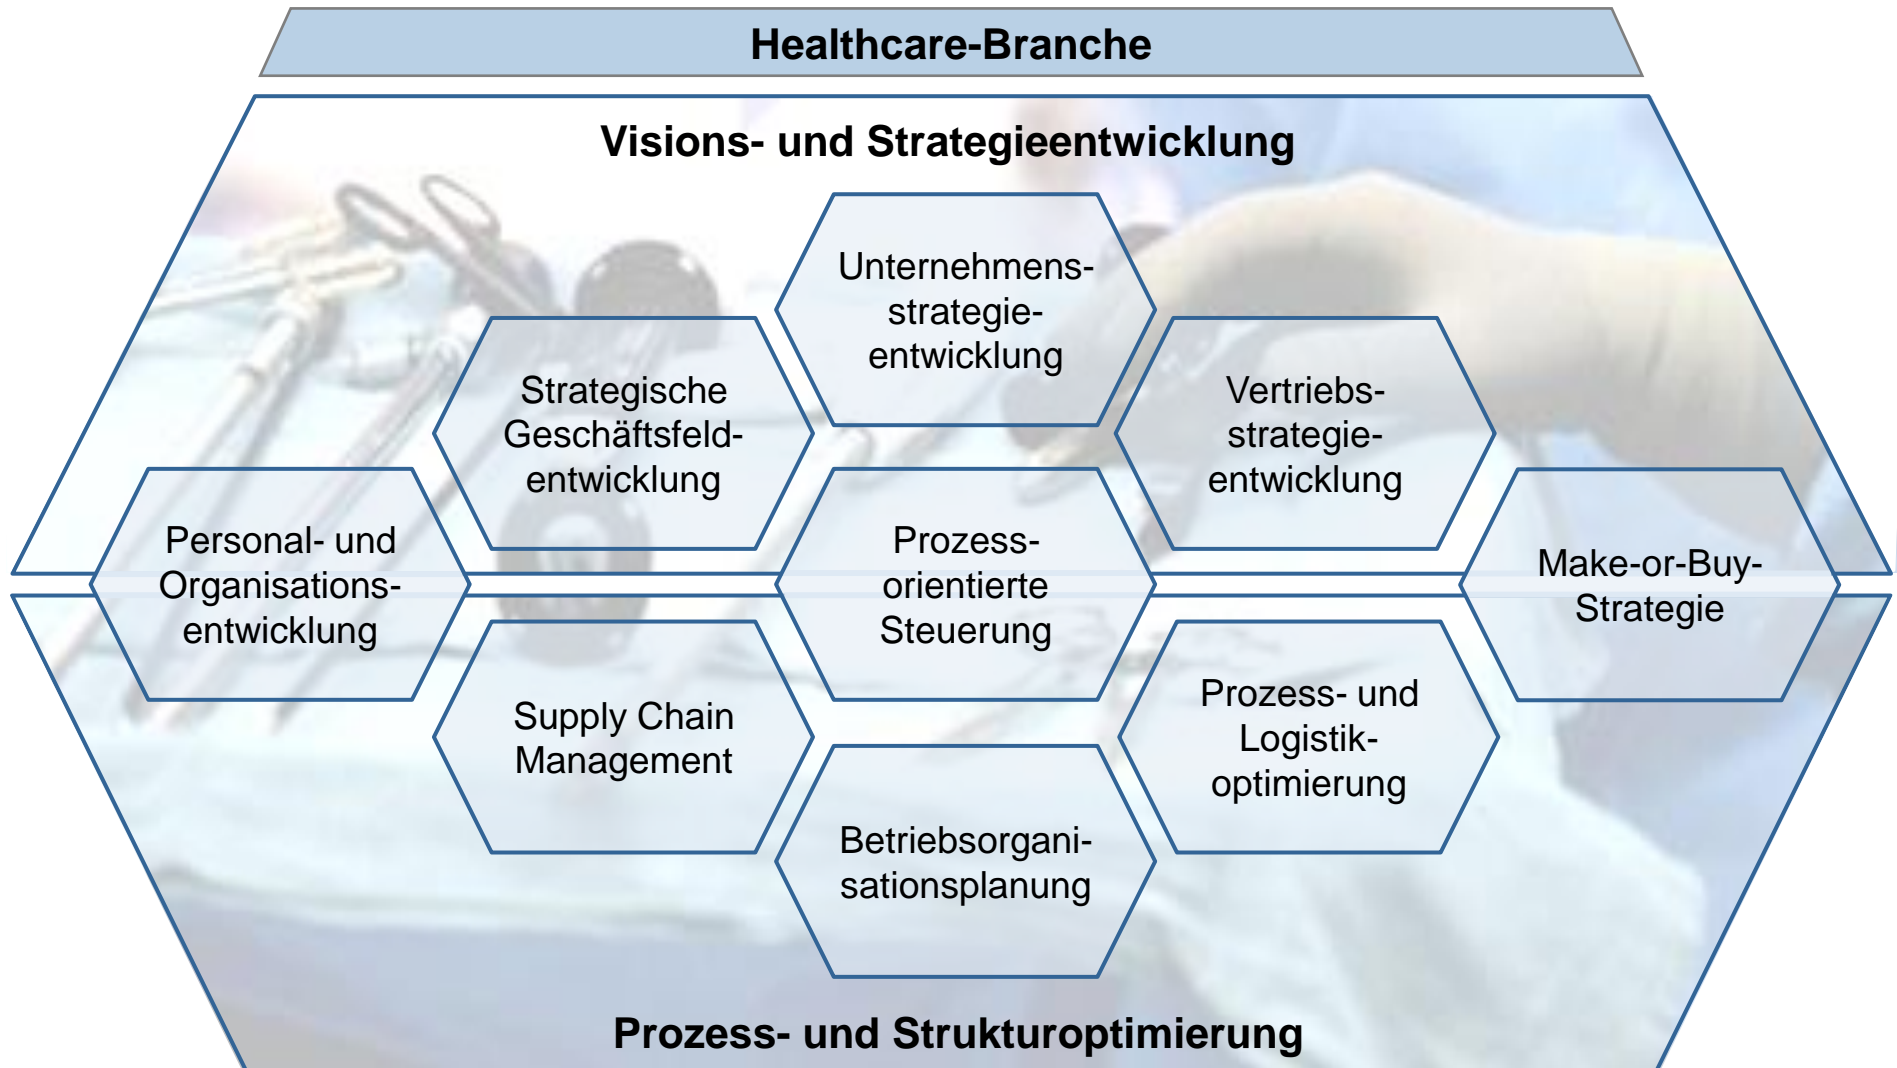 Healthcare-Branche
Visions- und Strategieentwicklung
Unternehmens-
strategie-
entwicklung
Strategische
Geschäftsfeld-
entwicklung
Vertriebs-
strategie-
entwicklung
Personal- und
Organisations-
entwicklung
Prozess-
orientierte
Steuerung
Make-or-Buy-
Strategie
Supply Chain
Management
Prozess- und
Logistik-
optimierung
Betriebsorgani-
sationsplanung
Prozess- und Strukturoptimierung